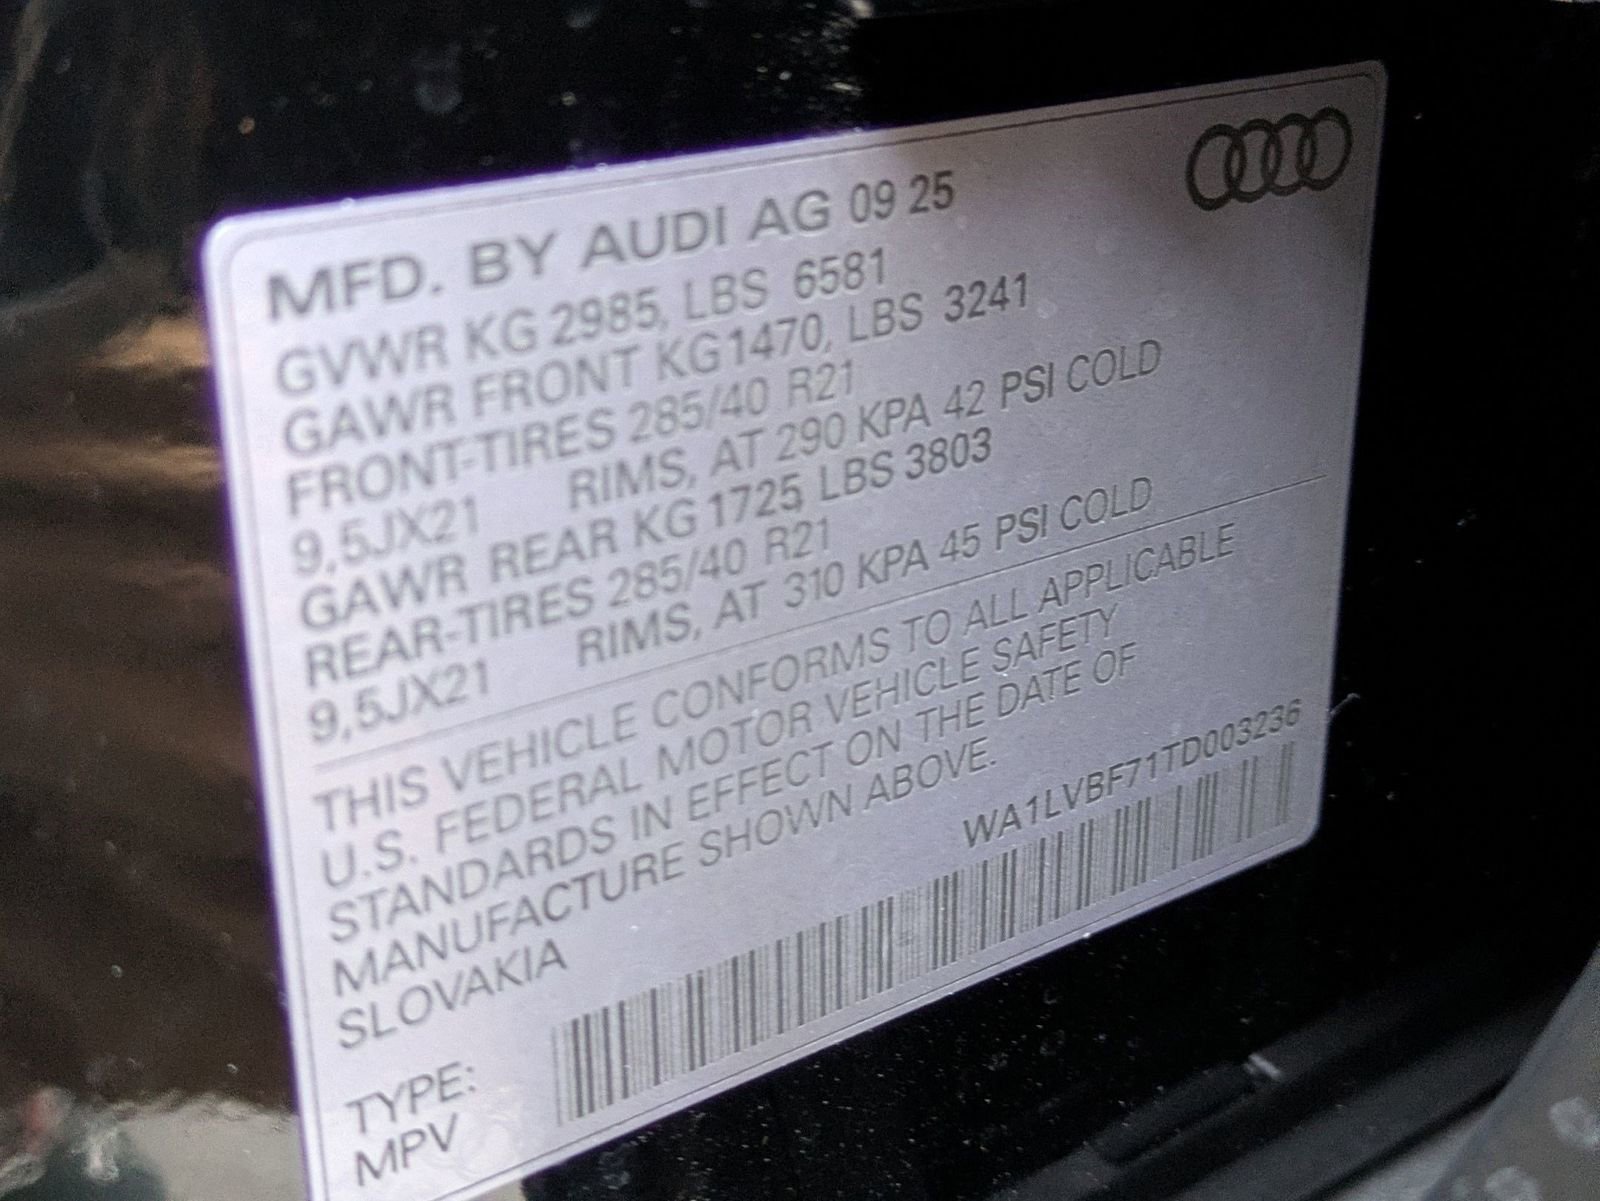 MFD. BY AUDI AG 09 25
GVWR KG 2985, LBS 6581
GAWR FRONT KG1470, LBS 3241
FRONT-TIRES 285/40 R21
9,5JX21 RIMS, AT 290 KPA 42 PSI COLD
GAWR REAR KG 1725 LBS 3803
REAR-TIRES 285/40 R21
9,5JX21 RIMS, AT 310 KPA 45 PSI COLD
THIS VEHICLE CONFORMS TO ALL APPLICABLE
U.S. FEDERAL MOTOR VEHICLE SAFETY
STANDARDS IN EFFECT ON THE DATE OF
MANUFACTURE SHOWN ABOVE.
SLOVAKIA
WA1LVBF71TD003236
TYPE:
MPV